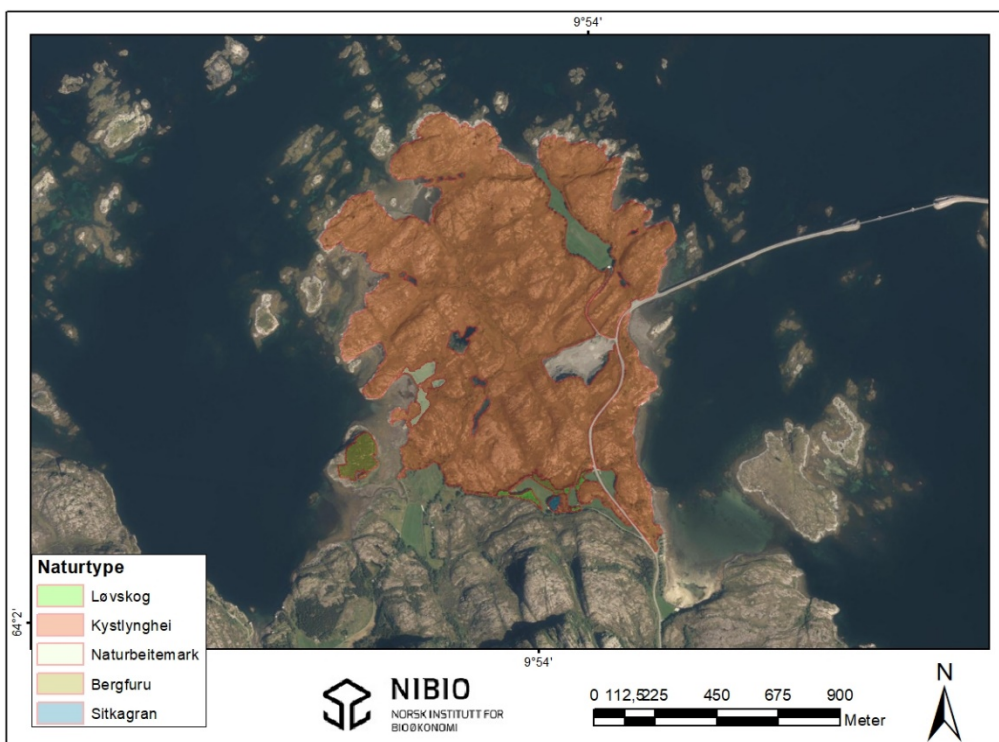 9°54'
64°2'
Naturtype
Løvskog
Kystlynghei
Naturbeitemark
Bergfuru
Sitkagran
9°54'
NIBIO
NORSK INSTITUTT FOR
BIOØKONOMI
0 112,5225 450 675 900
Meter
N